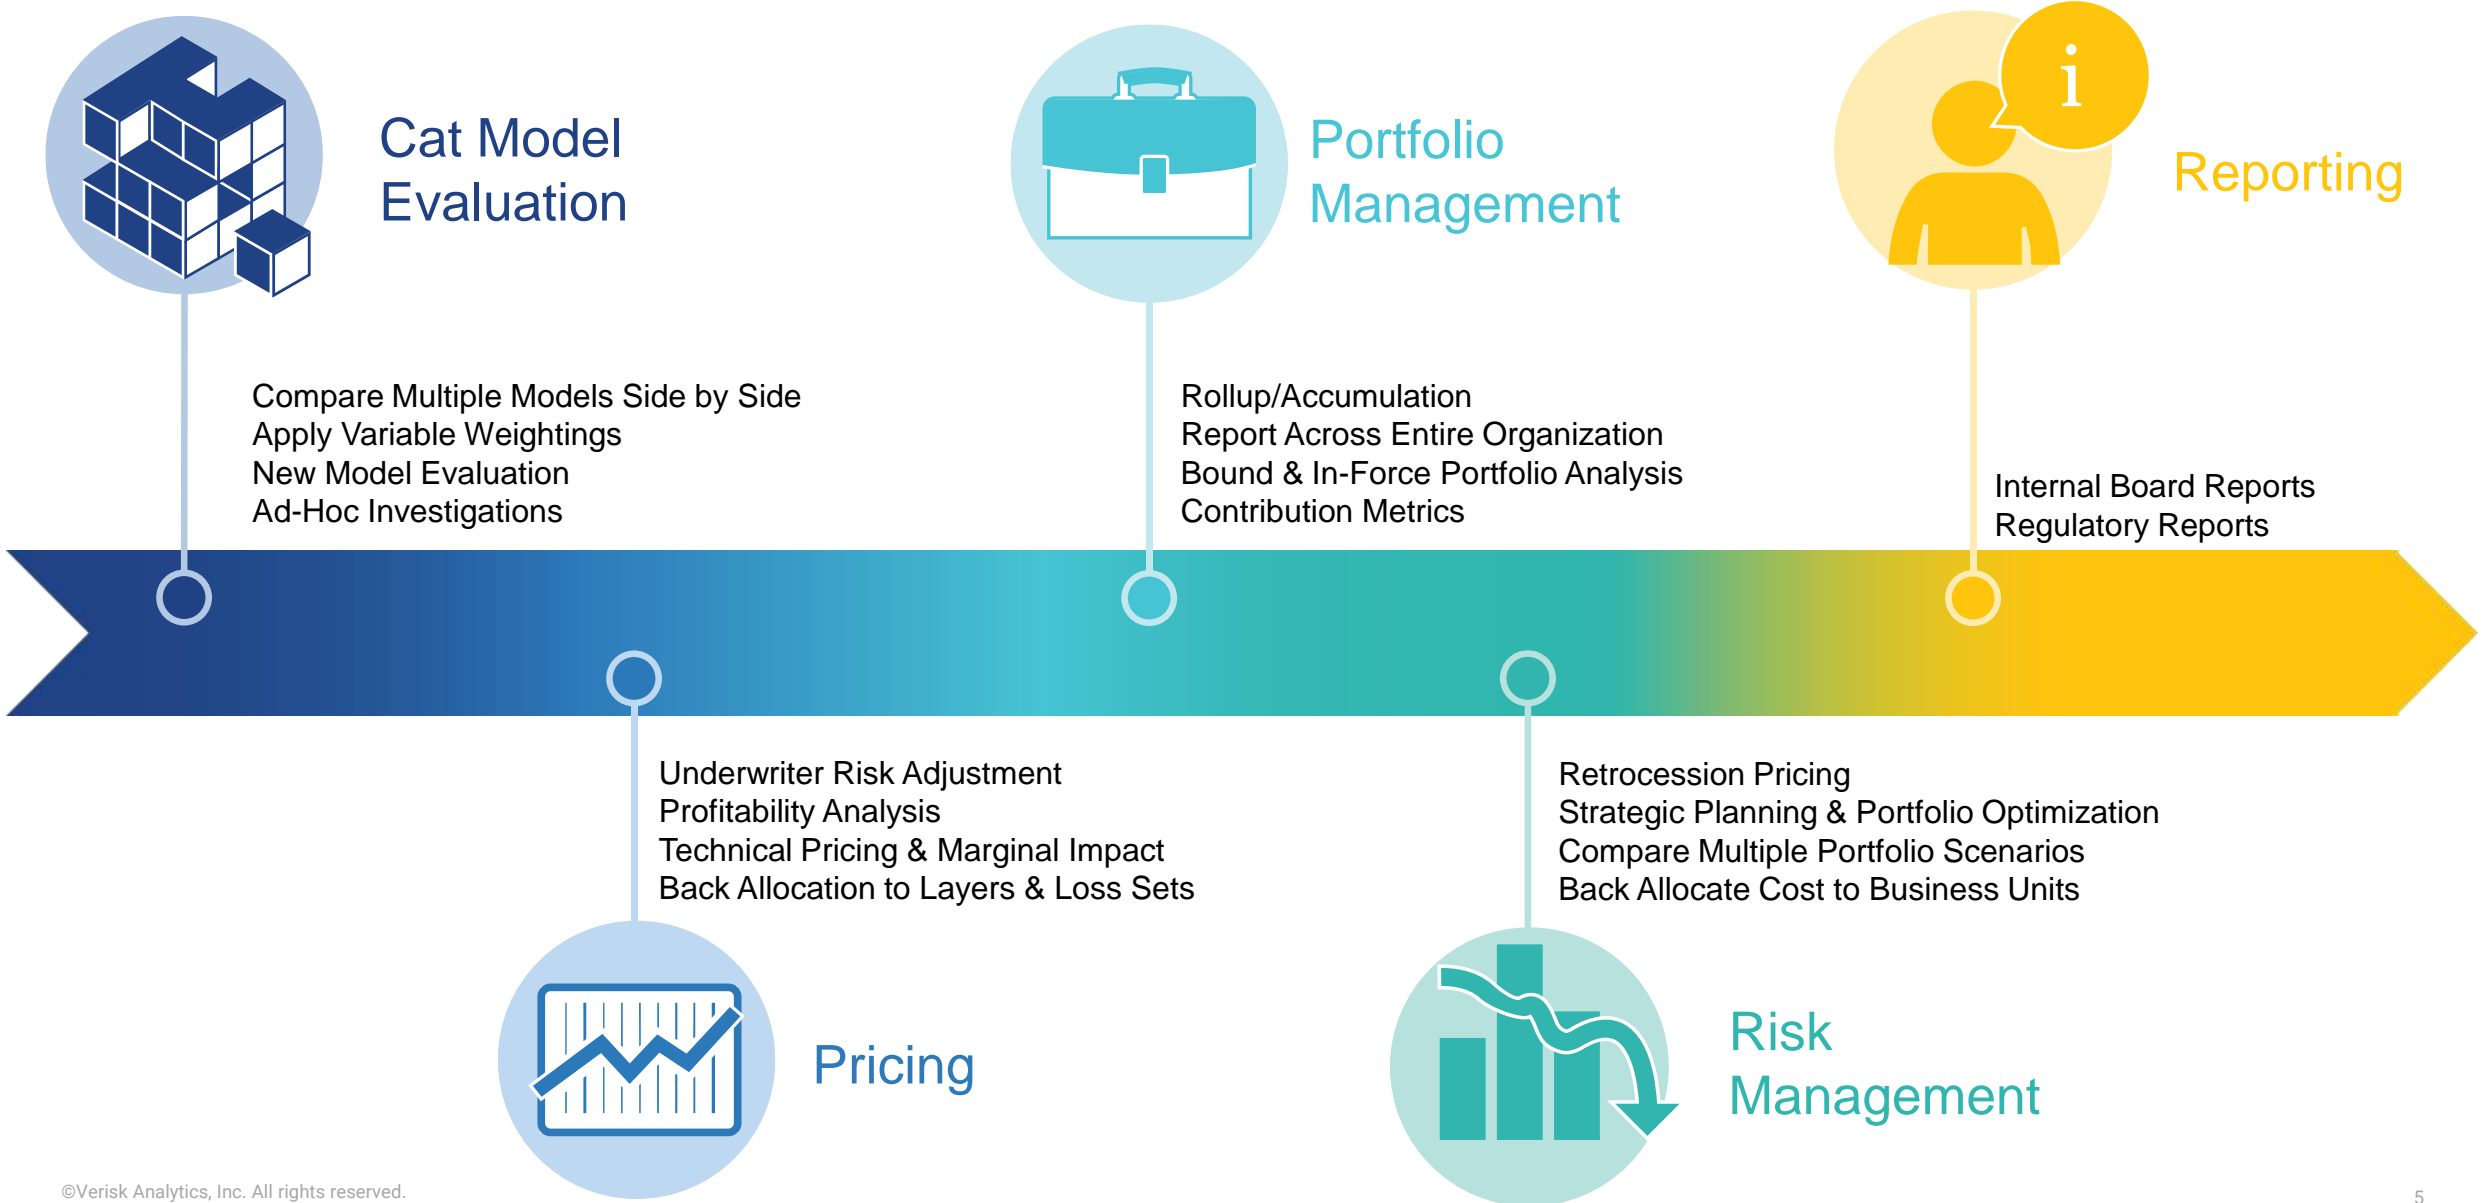 Cat Model
Evaluation
Compare Multiple Models Side by Side
Apply Variable Weightings
New Model Evaluation
Ad-Hoc Investigations
Portfolio
Management
Rollup/Accumulation
Report Across Entire Organization
Bound & In-Force Portfolio Analysis
Contribution Metrics
i
Reporting
Internal Board Reports
Regulatory Reports
Underwriter Risk Adjustment
Profitability Analysis
Technical Pricing & Marginal Impact
Back Allocation to Layers & Loss Sets
Pricing
Retrocession Pricing
Strategic Planning & Portfolio Optimization
Compare Multiple Portfolio Scenarios
Back Allocate Cost to Business Units
Risk
Management
©Verisk Analytics, Inc. All rights reserved.
5